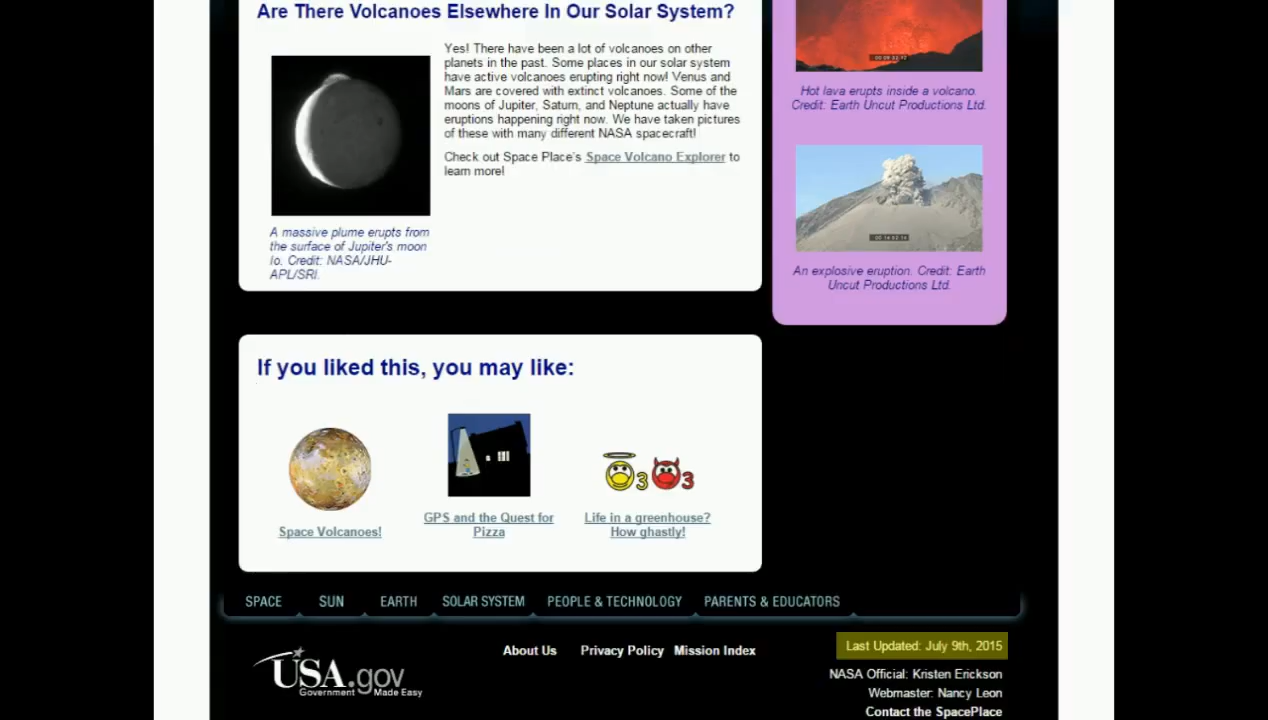 Are There Volcanoes Elsewhere In Our Solar System?
Yes! There have been a lot of volcanoes on other
planets in the past. Some places in our solar system
have active volcanoes erupting right now! Venus and
Mars are covered with extinct volcanoes. Some of the
moons of Jupiter, Saturn, and Neptune actually have
eruptions happening right now. We have taken pictures
of these with many different NASA spacecraft!
Check out Space Place's Space Volcano Explorer to
learn more!
A massive plume erupts from
the surface of Jupiter's moon
Io. Credit: NASA/JHU-
APL/SRI.
Hot lava erupts inside a volcano.
Credit: Earth Uncut Productions Ltd.
An explosive eruption. Credit: Earth
Uncut Productions Ltd.
If you liked this, you may like:
3 3
Space Volcanoes!
GPS and the Quest for
Pizza
Life in a greenhouse?
How ghastly!
SPACE SUN EARTH SOLAR SYSTEM PEOPLE & TECHNOLOGY PARENTS & EDUCATORS
USA.gov
Government Made Easy
About Us Privacy Policy Mission Index
Last Updated: July 9th, 2015
NASA Official: Kristen Erickson
Webmaster: Nancy Leon
Contact the SpacePlace